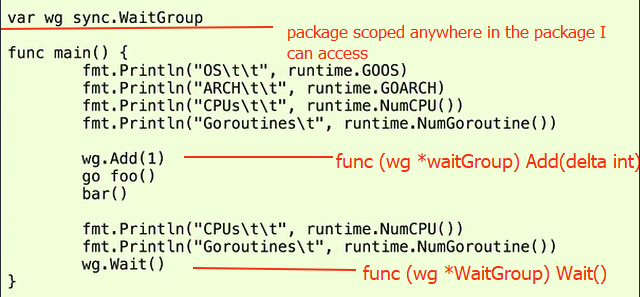 var wg sync.WaitGroup
package scoped anywhere in the package I
can access
func main() {
fmt.Println("OS\t\t", runtime.GOOS)
fmt.Println("ARCH\t\t", runtime.GOARCH)
fmt.Println("CPUs\t\t", runtime.NumCPU())
fmt.Println("Goroutines\t", runtime.NumGoroutine())
wg.Add(1)
func (wg *waitGroup) Add(delta int)
go foo()
bar()
fmt.Println("CPUs\t\t", runtime.NumCPU())
fmt.Println("Goroutines\t", runtime.NumGoroutine())
wg.Wait()
func (wg *WaitGroup) Wait()
}